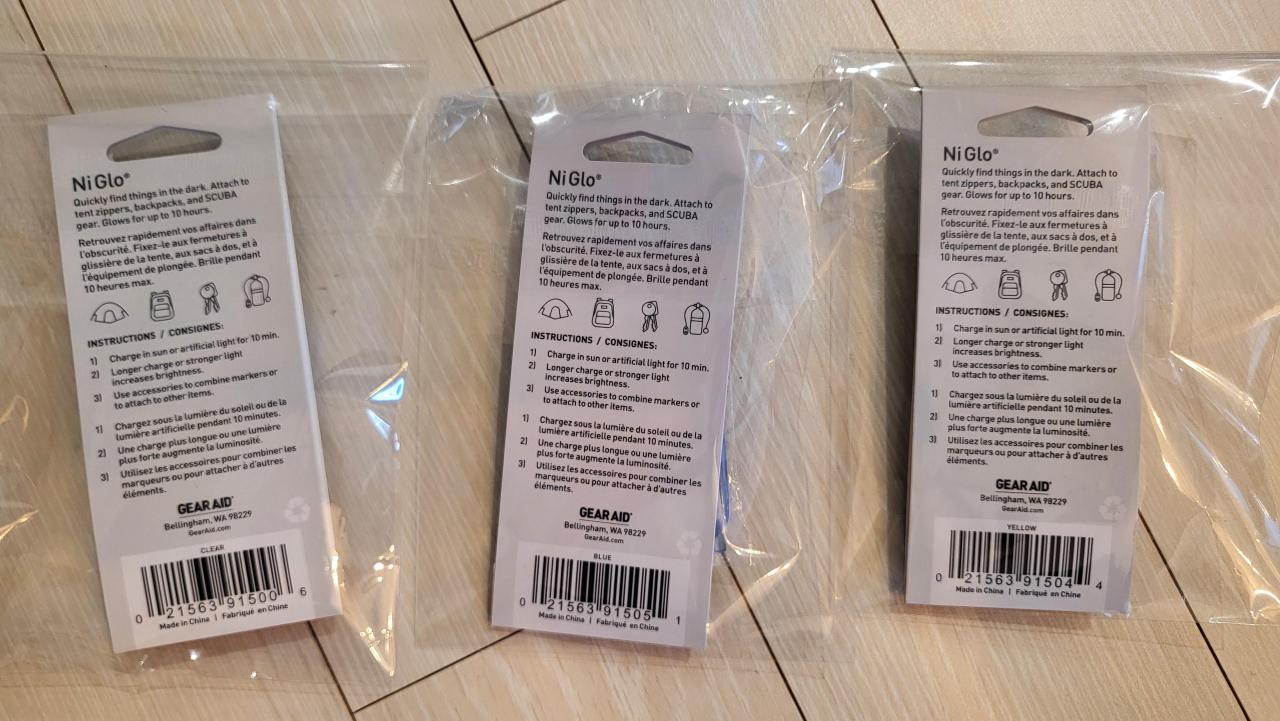 Ni Glo®
Quickly find things in the dark. Attach to
tent zippers, backpacks, and SCUBA
gear. Glows for up to 10 hours.
Retrouvez rapidement vos affaires dans
l'obscurité. Fixez-le aux fermetures à
glissière de la tente, aux sacs à dos, et à
l'équipement de plongée. Brille pendant
10 heures max.
INSTRUCTIONS / CONSIGNES:
1) Charge in sun or artificial light for 10 min.
2) Longer charge or stronger light
increases brightness.
3) Use accessories to combine markers or
to attach to other items.
1) Chargez sous la lumière du soleil ou de la
lumière artificielle pendant 10 minutes.
2) Une charge plus longue ou une lumière
plus forte augmente la luminosité.
3) Utilisez les accessoires pour combiner les
marqueurs ou pour attacher à d'autres
éléments.
GEAR AID®
Bellingham, WA 98229
GearAid.com
CLEAR
0 21563 91500 6
Made in China | Fabriqué en Chine
Ni Glo®
Quickly find things in the dark. Attach to
tent zippers, backpacks, and SCUBA
gear. Glows for up to 10 hours.
Retrouvez rapidement vos affaires dans
l'obscurité. Fixez-le aux fermetures à
glissière de la tente, aux sacs à dos, et à
l'équipement de plongée. Brille pendant
10 heures max.
INSTRUCTIONS / CONSIGNES:
1) Charge in sun or artificial light for 10 min.
2) Longer charge or stronger light
increases brightness.
3) Use accessories to combine markers or
to attach to other items.
1) Chargez sous la lumière du soleil ou de la
lumière artificielle pendant 10 minutes.
2) Une charge plus longue ou une lumière
plus forte augmente la luminosité.
3) Utilisez les accessoires pour combiner les
marqueurs ou pour attacher à d'autres
éléments.
GEAR AID®
Bellingham, WA 98229
GearAid.com
BLUE
0 21563 91505 1
Made in China | Fabriqué en Chine
Ni Glo®
Quickly find things in the dark. Attach to
tent zippers, backpacks, and SCUBA
gear. Glows for up to 10 hours.
Retrouvez rapidement vos affaires dans
l'obscurité. Fixez-le aux fermetures à
glissière de la tente, aux sacs à dos, et à
l'équipement de plongée. Brille pendant
10 heures max.
INSTRUCTIONS / CONSIGNES:
1) Charge in sun or artificial light for 10 min.
2) Longer charge or stronger light
increases brightness.
3) Use accessories to combine markers or
to attach to other items.
1) Chargez sous la lumière du soleil ou de la
lumière artificielle pendant 10 minutes.
2) Une charge plus longue ou une lumière
plus forte augmente la luminosité.
3) Utilisez les accessoires pour combiner les
marqueurs ou pour attacher à d'autres
éléments.
GEAR AID®
Bellingham, WA 98229
GearAid.com
YELLOW
0 21563 91504 4
Made in China | Fabriqué en Chine